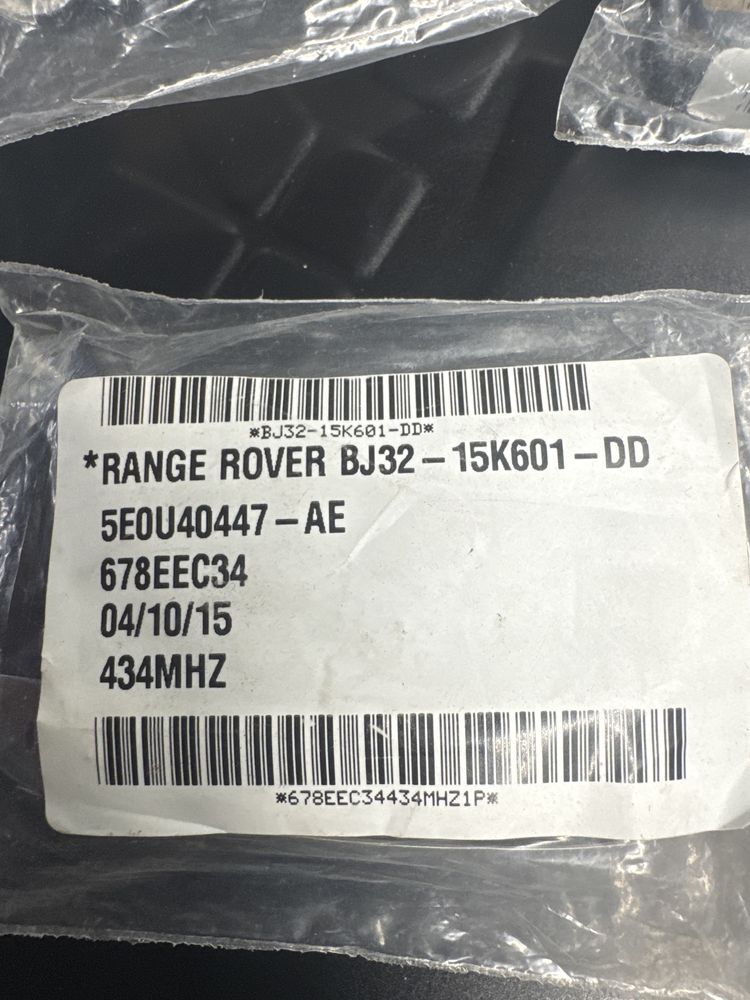 *BJ32-15K601-DD*
*RANGE ROVER BJ32-15K601-DD
5E0U40447-AE
678EEC34
04/10/15
434MHZ
*678EEC34434MHZ1P*